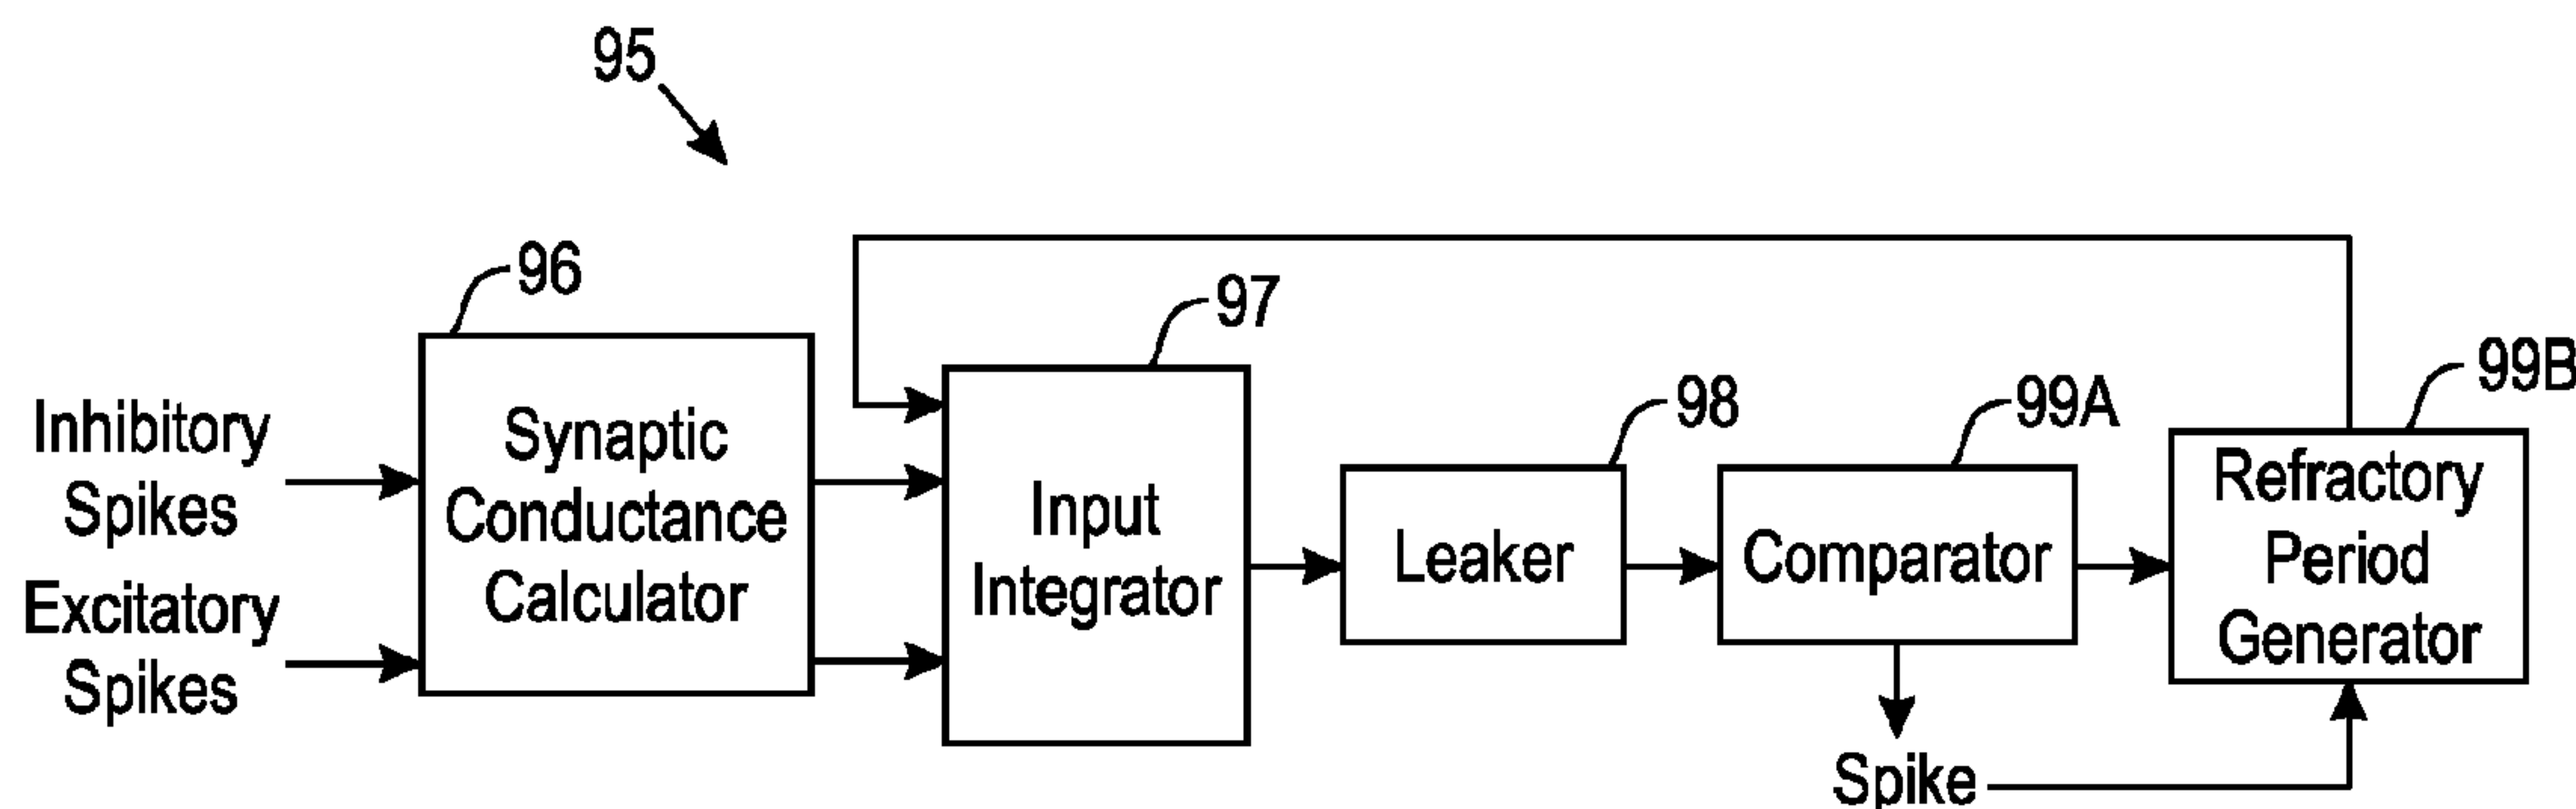 95
96
97
98
99A
99B
Inhibitory
Spikes
Excitatory
Spikes
Synaptic
Conductance
Calculator
Input
Integrator
Leaker
Comparator
Refractory
Period
Generator
Spike